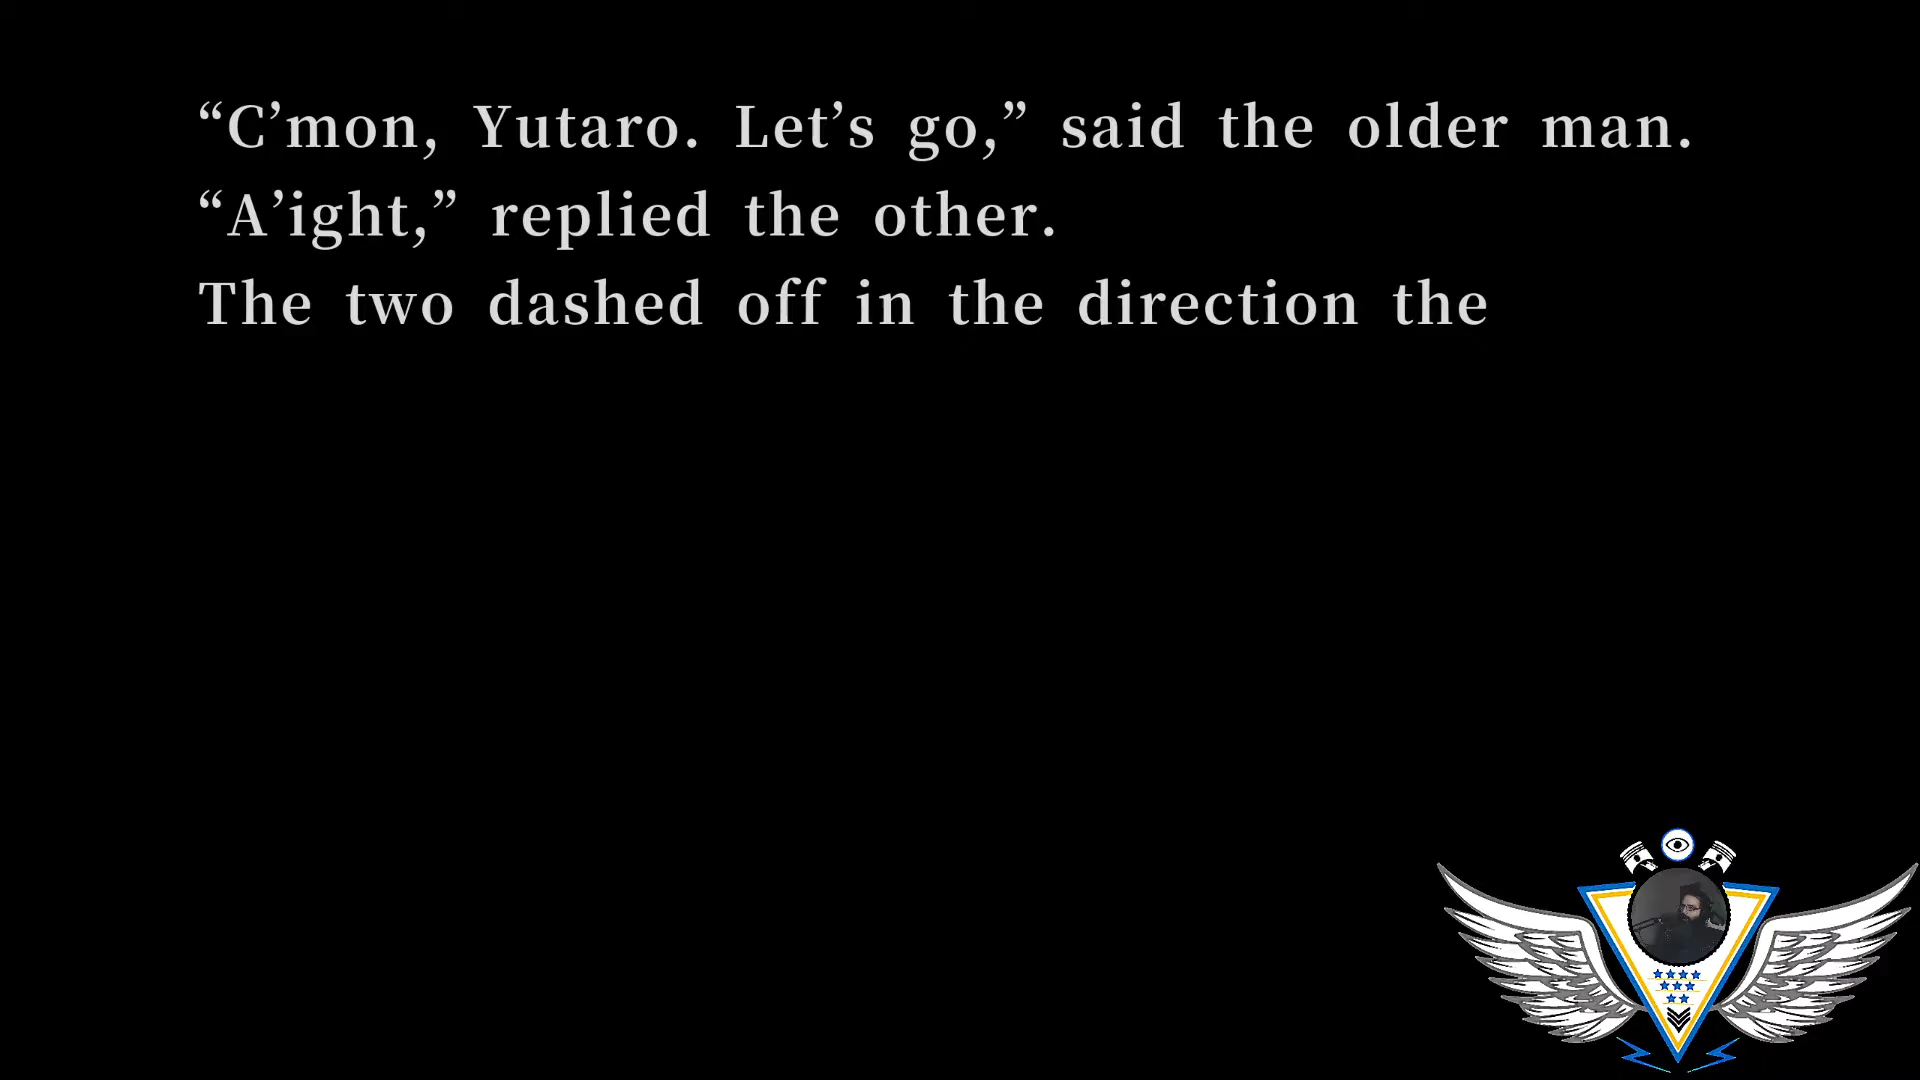 “C’mon, Yutaro. Let’s go,” said the older man.
“A’ight,” replied the other.
The two dashed off in the direction the